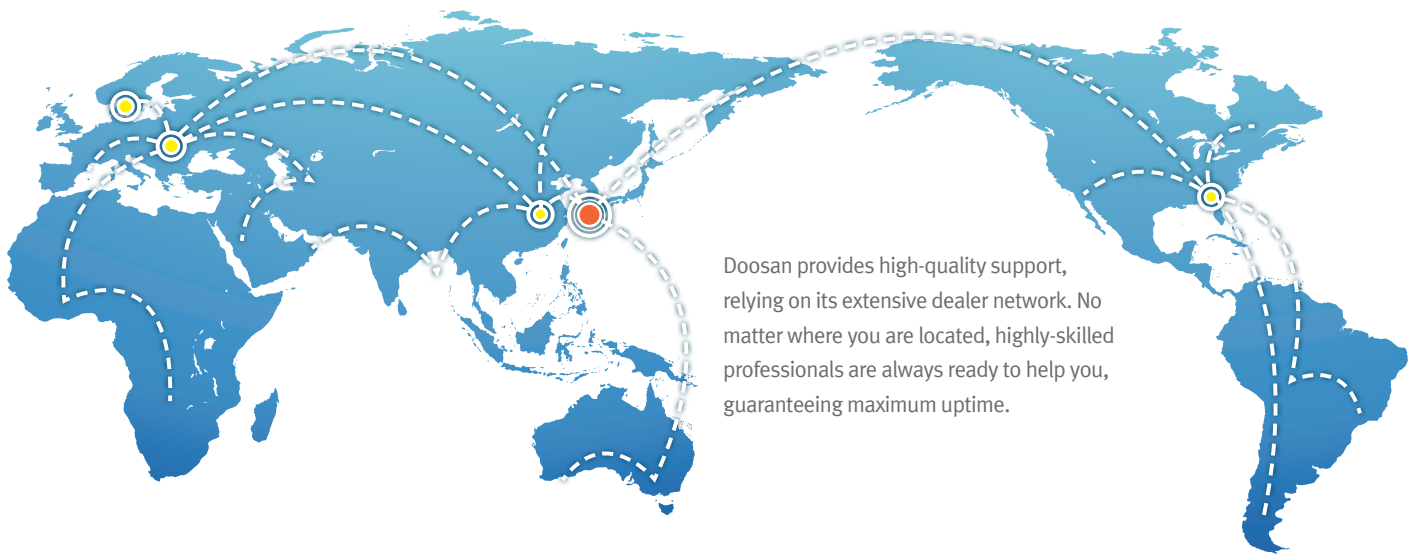 Doosan provides high-quality support,
relying on its extensive dealer network. No
matter where you are located, highly-skilled
professionals are always ready to help you,
guaranteeing maximum uptime.